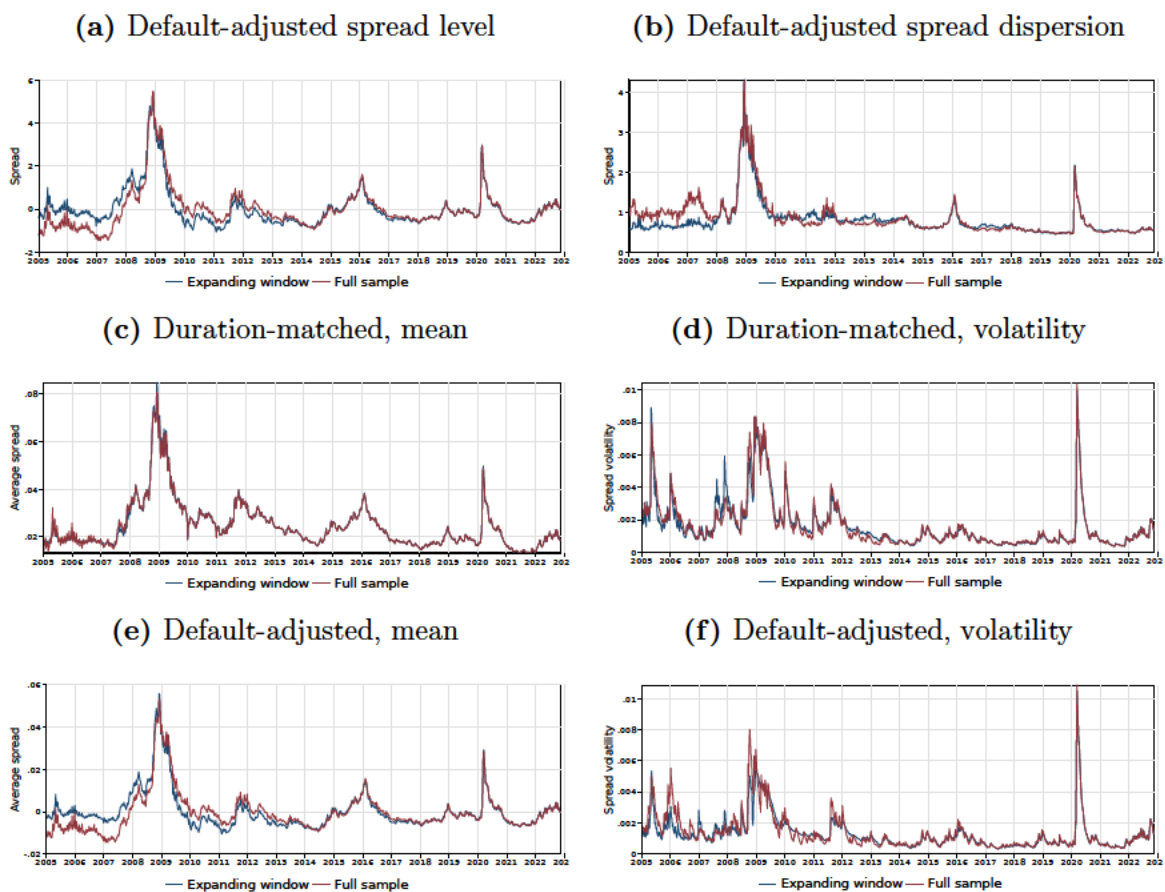 (a) Default-adjusted spread level
Spread
6
4
2
0
-2
2005 2006 2007 2008 2009 2010 2011 2012 2013 2014 2015 2016 2017 2018 2019 2020 2021 2022 202
Expanding window Full sample
(b) Default-adjusted spread dispersion
Spread
4
3
2
1
0
2005 2006 2007 2008 2009 2010 2011 2012 2013 2014 2015 2016 2017 2018 2019 2020 2021 2022 202
Expanding window Full sample
(c) Duration-matched, mean
Average spread
.08
.06
.04
.02
2005 2006 2007 2008 2009 2010 2011 2012 2013 2014 2015 2016 2017 2018 2019 2020 2021 2022 202
Expanding window Full sample
(d) Duration-matched, volatility
Spread volatility
.01
.008
.006
.004
.002
0
2005 2006 2007 2008 2009 2010 2011 2012 2013 2014 2015 2016 2017 2018 2019 2020 2021 2022 202
Expanding window Full sample
(e) Default-adjusted, mean
Average spread
.06
.04
.02
0
-.02
2005 2006 2007 2008 2009 2010 2011 2012 2013 2014 2015 2016 2017 2018 2019 2020 2021 2022 202
Expanding window Full sample
(f) Default-adjusted, volatility
Spread volatility
.01
.008
.006
.004
.002
0
2005 2006 2007 2008 2009 2010 2011 2012 2013 2014 2015 2016 2017 2018 2019 2020 2021 2022 202
Expanding window Full sample